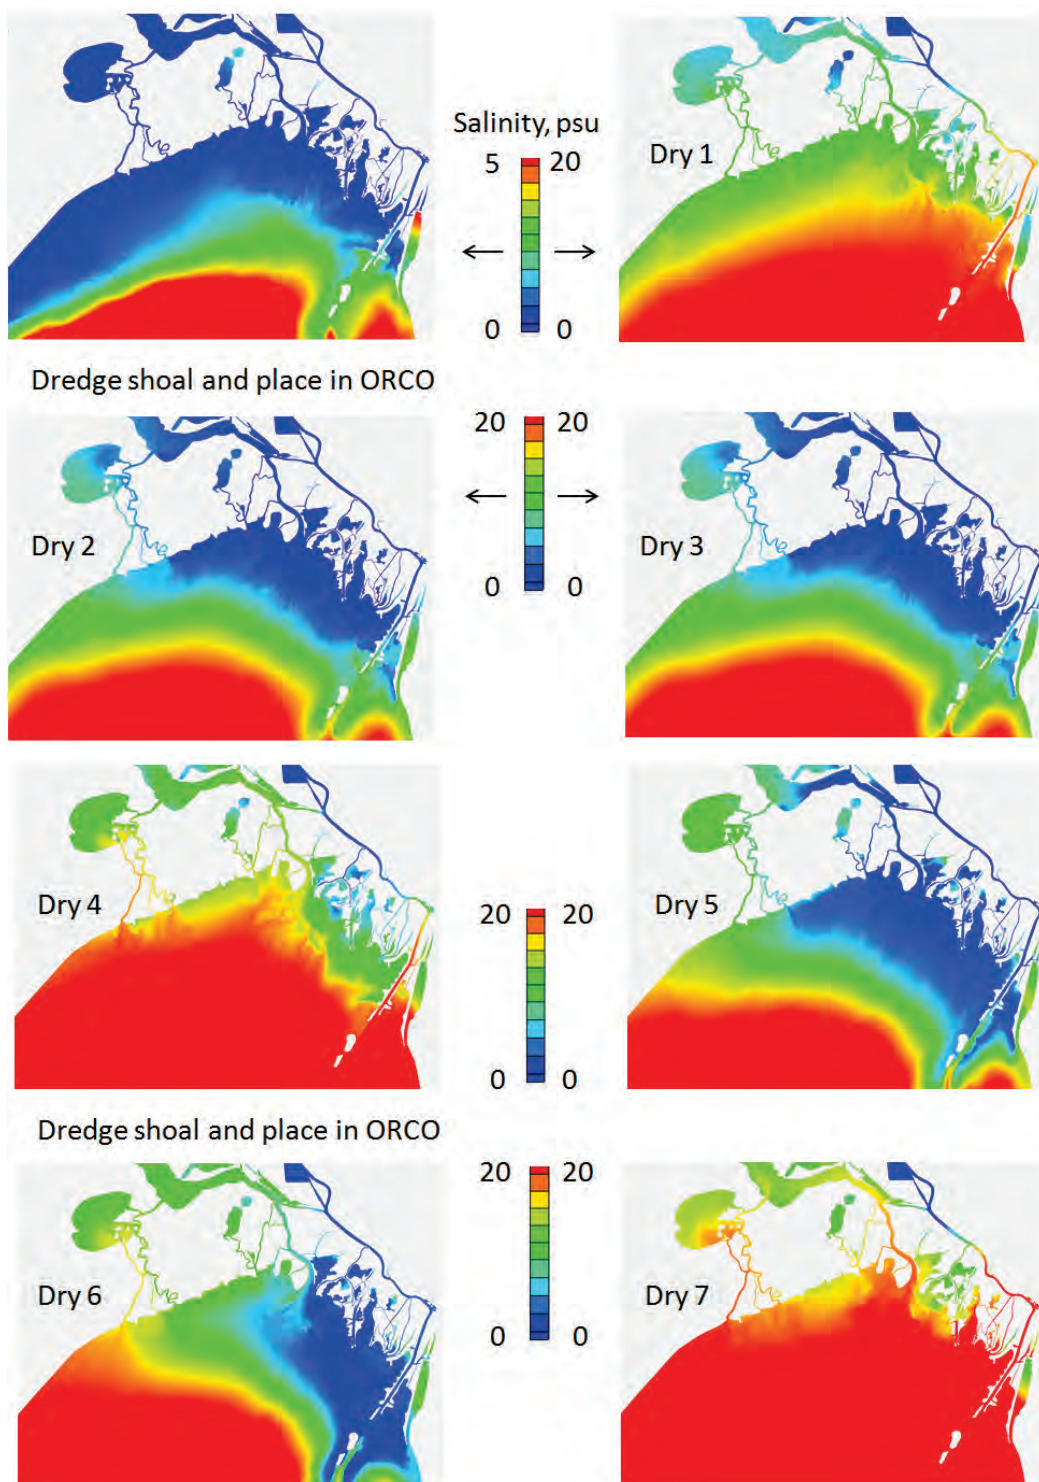 Salinity, psu
5 20
Dry 1
0 0
Dredge shoal and place in ORCO
20 20
Dry 2
Dry 3
0 0
Dry 4
20 20
Dry 5
0 0
Dredge shoal and place in ORCO
20 20
Dry 6
Dry 7
0 0